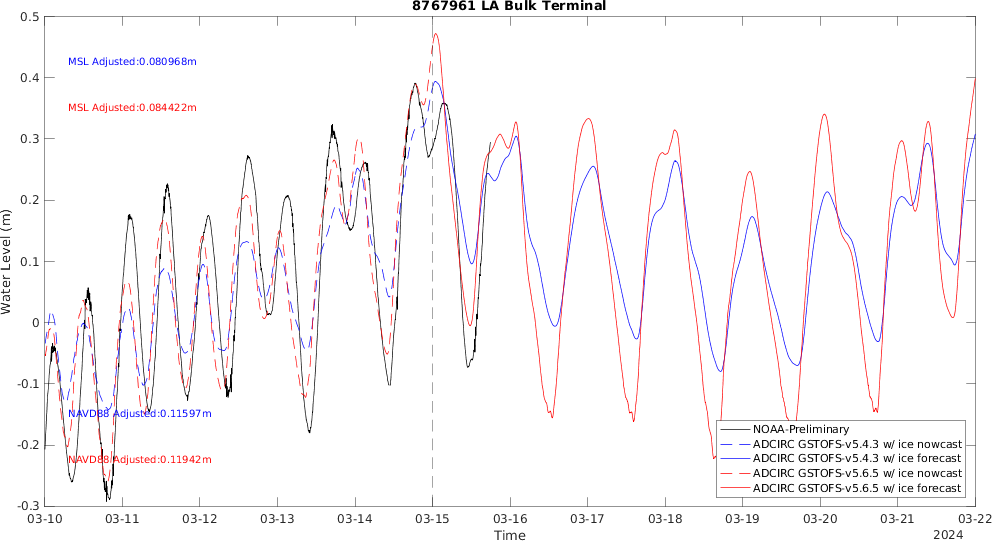 8767961 LA Bulk Terminal
0.5
0.4
0.3
0.2
0.1
0
-0.1
-0.2
-0.3
Water Level (m)
MSL Adjusted:0.080968m
MSL Adjusted:0.084422m
NAVD88 Adjusted:0.11597m
NAVD88 Adjusted:0.11942m
NOAA-Preliminary
ADCIRC GSTOFS-v5.4.3 w/ ice nowcast
ADCIRC GSTOFS-v5.4.3 w/ ice forecast
ADCIRC GSTOFS-v5.6.5 w/ ice nowcast
ADCIRC GSTOFS-v5.6.5 w/ ice forecast
03-10 03-11 03-12 03-13 03-14 03-15 03-16 03-17 03-18 03-19 03-20 03-21 03-22
Time
2024